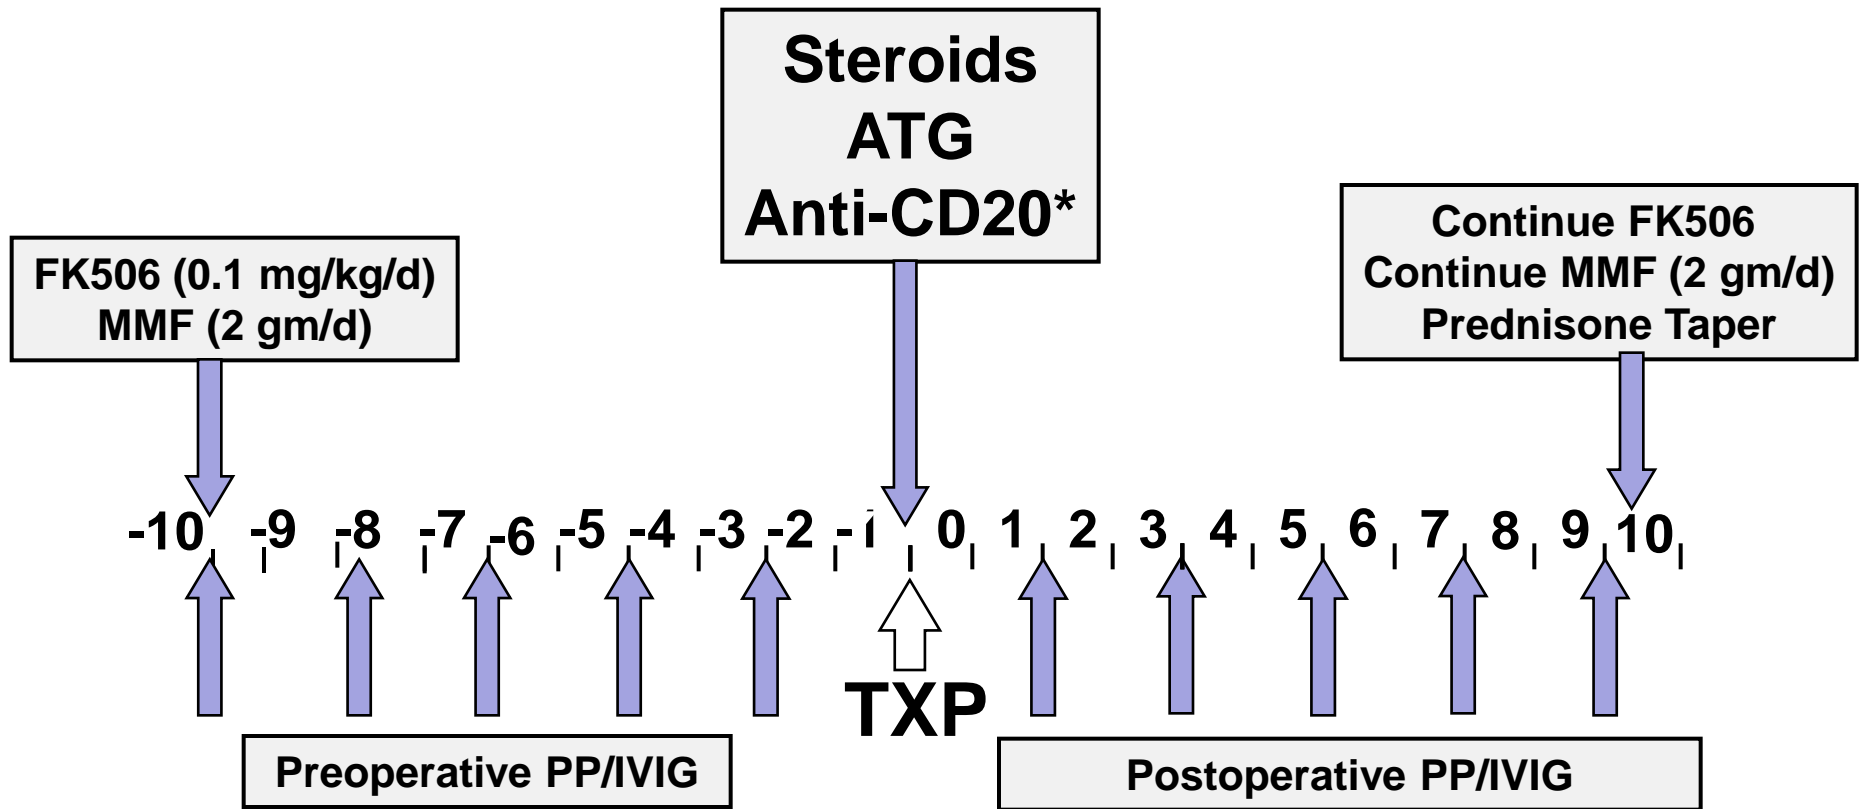 Steroids
ATG
Anti-CD20*
FK506 (0.1 mg/kg/d)
MMF (2 gm/d)
Continue FK506
Continue MMF (2 gm/d)
Prednisone Taper
-10 -9 -8 -7 -6 -5 -4 -3 -2 -1 0 1 2 3 4 5 6 7 8 9 10
TXP
Preoperative PP/IVIG
Postoperative PP/IVIG